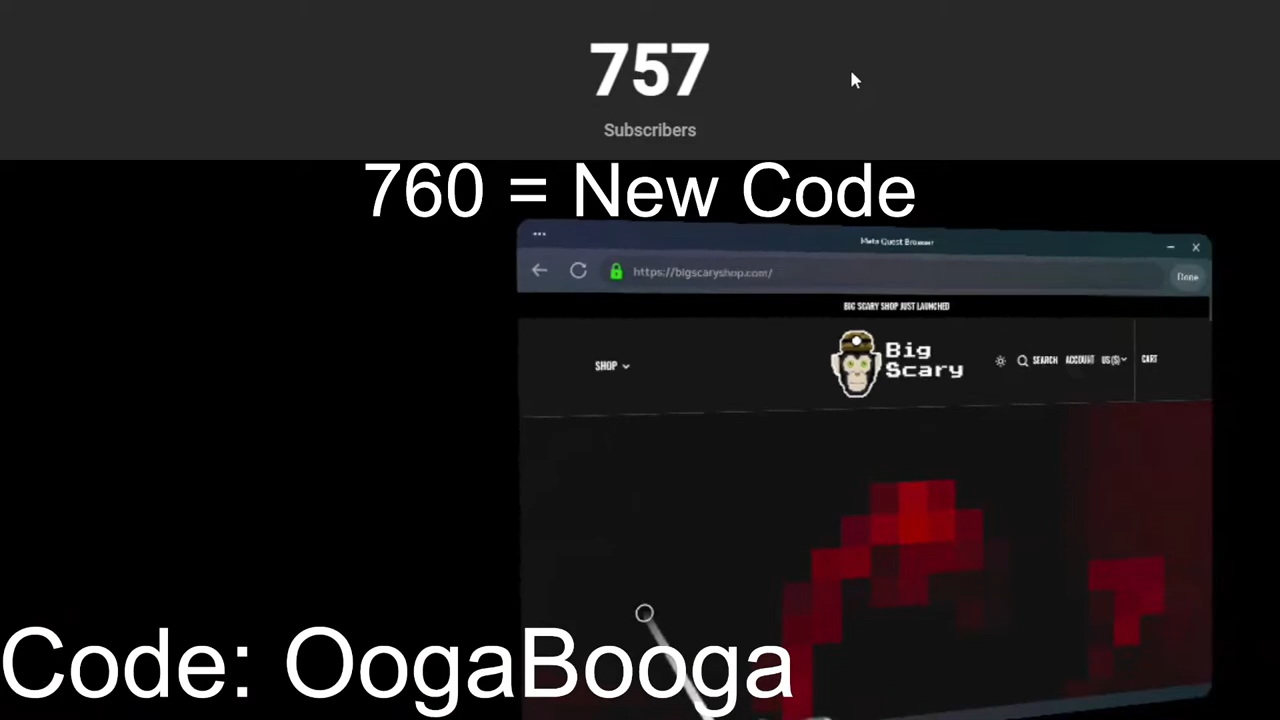 757
Subscribers
760 = New Code
Meta Quest Browser
https://bigscaryshop.com/
Done
BIG SCARY SHOP JUST LAUNCHED
SHOP
Big
Scary
SEARCH
ACCOUNT
US($)
CART
Code: OogaBooga